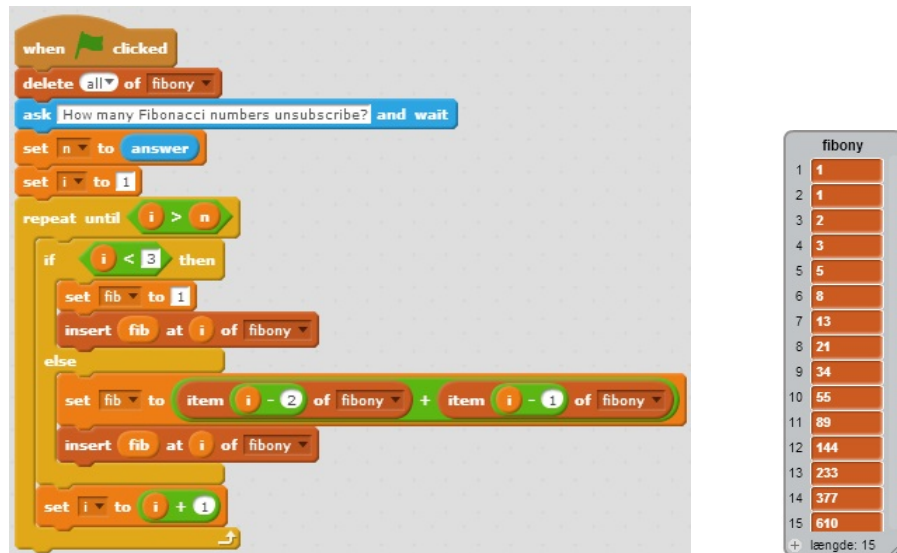 when clicked
delete all of fibony
ask How many Fibonacci numbers unsubscribe? and wait
set n to answer
set i to 1
repeat until i > n
if i < 3 then
set fib to 1
insert fib at i of fibony
else
set fib to item i - 2 of fibony + item i - 1 of fibony
insert fib at i of fibony
set i to i + 1
fibony
1 1
2 1
3 2
4 3
5 5
6 8
7 13
8 21
9 34
10 55
11 89
12 144
13 233
14 377
15 610
+ længde: 15